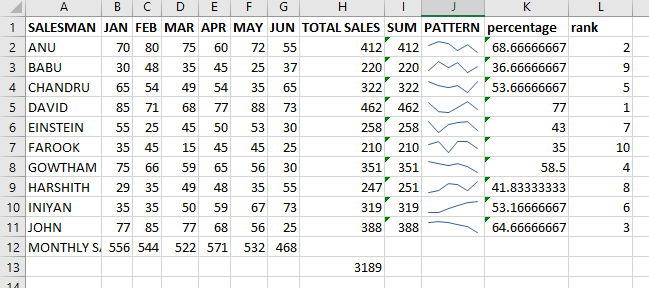 A B C D E F G H I J K L
1 SALESMAN JAN FEB MAR APR MAY JUN TOTAL SALES SUM PATTERN percentage rank
2 ANU 70 80 75 60 72 55 412 412 68.66666667 2
3 BABU 30 48 35 45 25 37 220 220 36.66666667 9
4 CHANDRU 65 54 49 54 35 65 322 322 53.66666667 5
5 DAVID 85 71 68 77 88 73 462 462 77 1
6 EINSTEIN 55 25 45 50 53 30 258 258 43 7
7 FAROOK 35 45 15 45 45 25 210 210 35 10
8 GOWTHAM 75 66 59 65 56 30 351 351 58.5 4
9 HARSHITH 29 35 49 48 35 55 247 251 41.83333333 8
10 INIYAN 35 35 50 59 67 73 319 319 53.16666667 6
11 JOHN 77 85 77 68 56 25 388 388 64.66666667 3
12 MONTHLY SA 556 544 522 571 532 468
13 3189
14